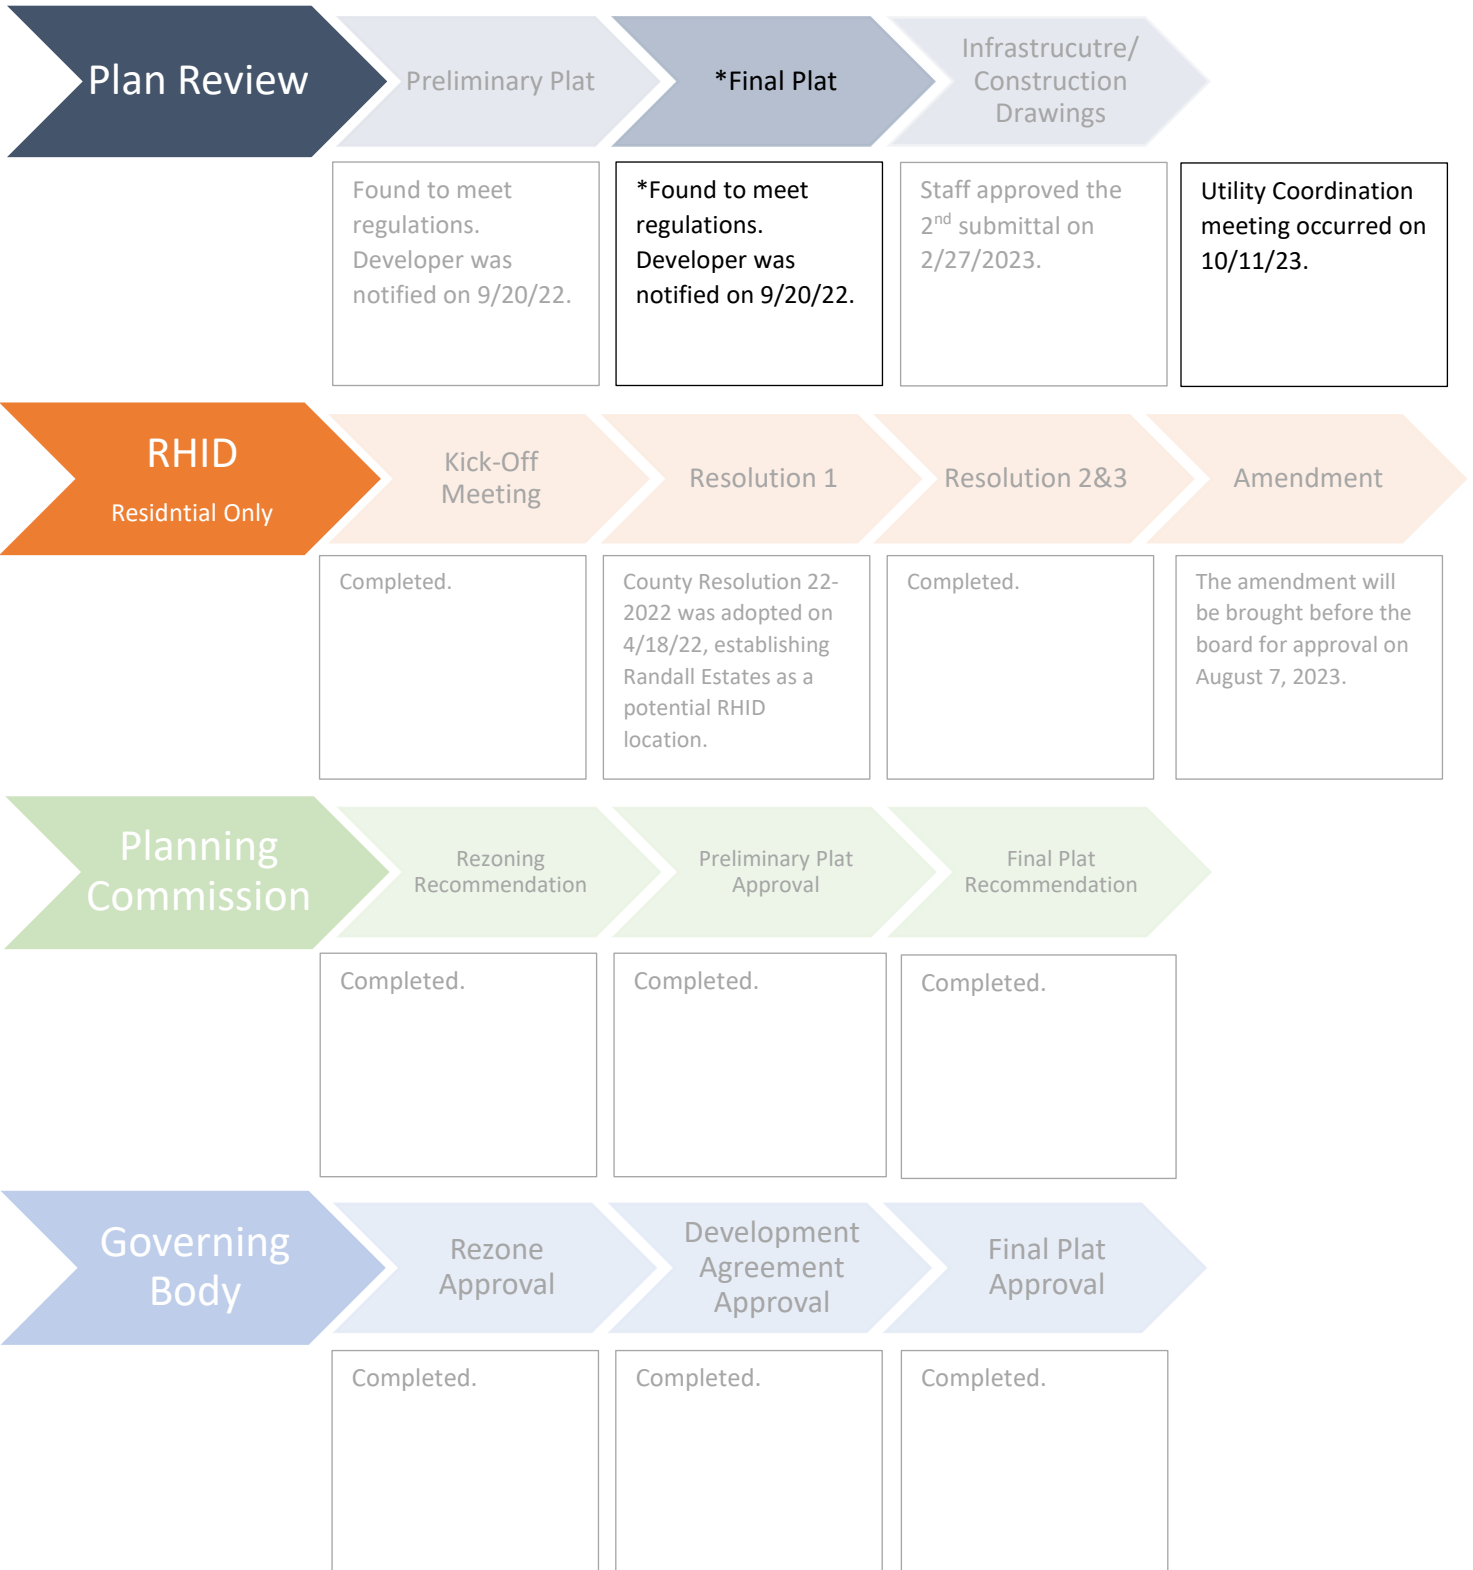 Plan Review
Preliminary Plat
*Final Plat
Infrastrucutre/
Construction
Drawings
Found to meet
regulations.
Developer was
notified on 9/20/22.
*Found to meet
regulations.
Developer was
notified on 9/20/22.
Staff approved the
2nd submittal on
2/27/2023.
Utility Coordination
meeting occurred on
10/11/23.
RHID
Residntial Only
Kick-Off
Meeting
Resolution 1
Resolution 2&3
Amendment
Completed.
County Resolution 22-
2022 was adopted on
4/18/22, establishing
Randall Estates as a
potential RHID
location.
Completed.
The amendment will
be brought before the
board for approval on
August 7, 2023.
Planning
Commission
Rezoning
Recommendation
Preliminary Plat
Approval
Final Plat
Recommendation
Completed.
Completed.
Completed.
Governing
Body
Rezone
Approval
Development
Agreement
Approval
Final Plat
Approval
Completed.
Completed.
Completed.